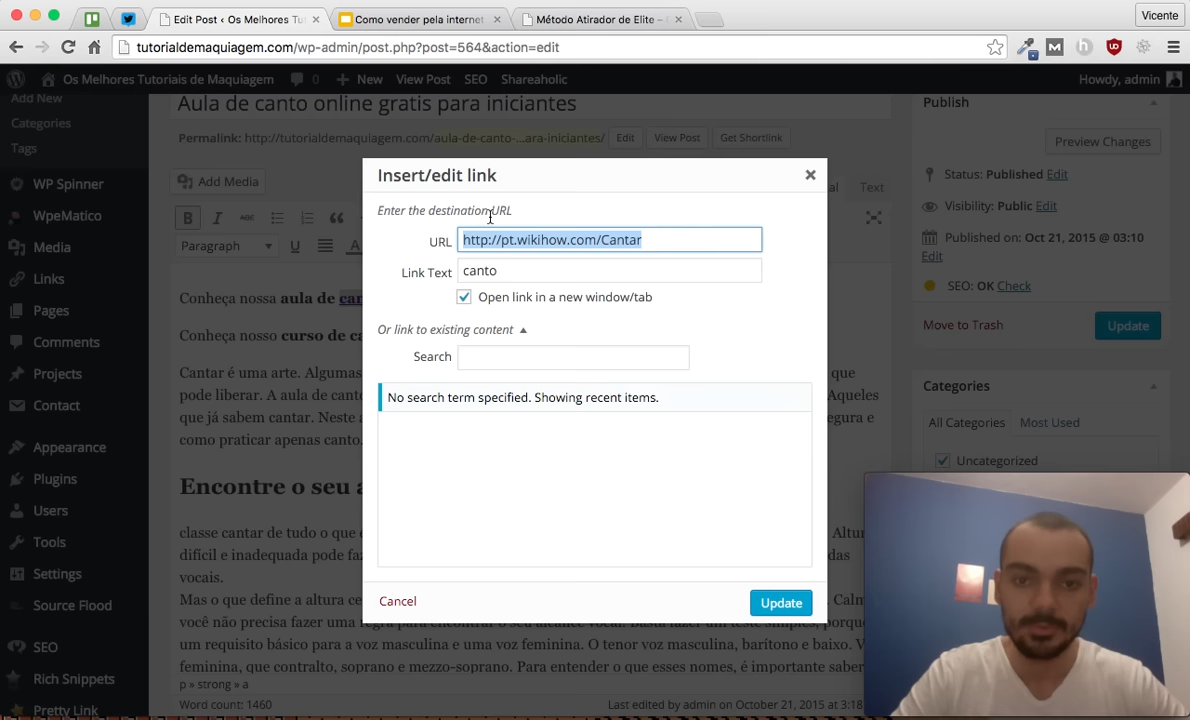 Edit Post ‹ Os Melhores Tut
Como vender pela internet
Método Atirador de Elite –
Vicente
tutorialdemaquiagem.com/wp-admin/post.php?post=564&action=edit
Os Melhores Tutoriais de Maquiagem
0
New
View Post
SEO
Shareaholic
Howdy, admin
Add New
Categories
Tags
WP Spinner
WpeMatico
Media
Links
Pages
Comments
Projects
Contact
Appearance
Plugins
Users
Tools
Settings
Source Flood
SEO
Rich Snippets
Pretty Link
Aula de canto online gratis para iniciantes
Permalink: http://tutorialdemaquiagem.com/aula-de-canto-...ara-iniciantes/
Edit
View Post
Get Shortlink
Add Media
al
Text
B
I
ABC
Paragraph
U
A
Conheça nossa aula de can
Conheça nosso curso de ca
Cantar é uma arte. Algumas
que
pode liberar. A aula de canto
Aqueles
que já sabem cantar. Neste a
egura e
como praticar apenas canto.
Encontre o seu a
classe cantar de tudo o que
Altur
difícil e inadequada pode faz
das
vocais.
Mas o que define a altura ce
Calm
você não precisa fazer uma regra para encontrar o seu alcance vocal. Basta fazer um teste simples, porque
um requisito básico para a voz masculina e uma voz feminina. O tenor voz masculina, barítono e baixo. V
feminina, que contralto, soprano e mezzo-soprano. Para entender o que esses nomes, é importante saber
p » strong » a
Word count: 1460
Last edited by admin on October 21, 2015 at 3:18
Insert/edit link
Enter the destination URL
URL
http://pt.wikihow.com/Cantar
Link Text
canto
Open link in a new window/tab
Or link to existing content
Search
No search term specified. Showing recent items.
Cancel
Update
Publish
Preview Changes
Status: Published Edit
Visibility: Public Edit
Published on: Oct 21, 2015 @ 03:10
Edit
SEO: OK Check
Move to Trash
Update
Categories
All Categories
Most Used
Uncategorized